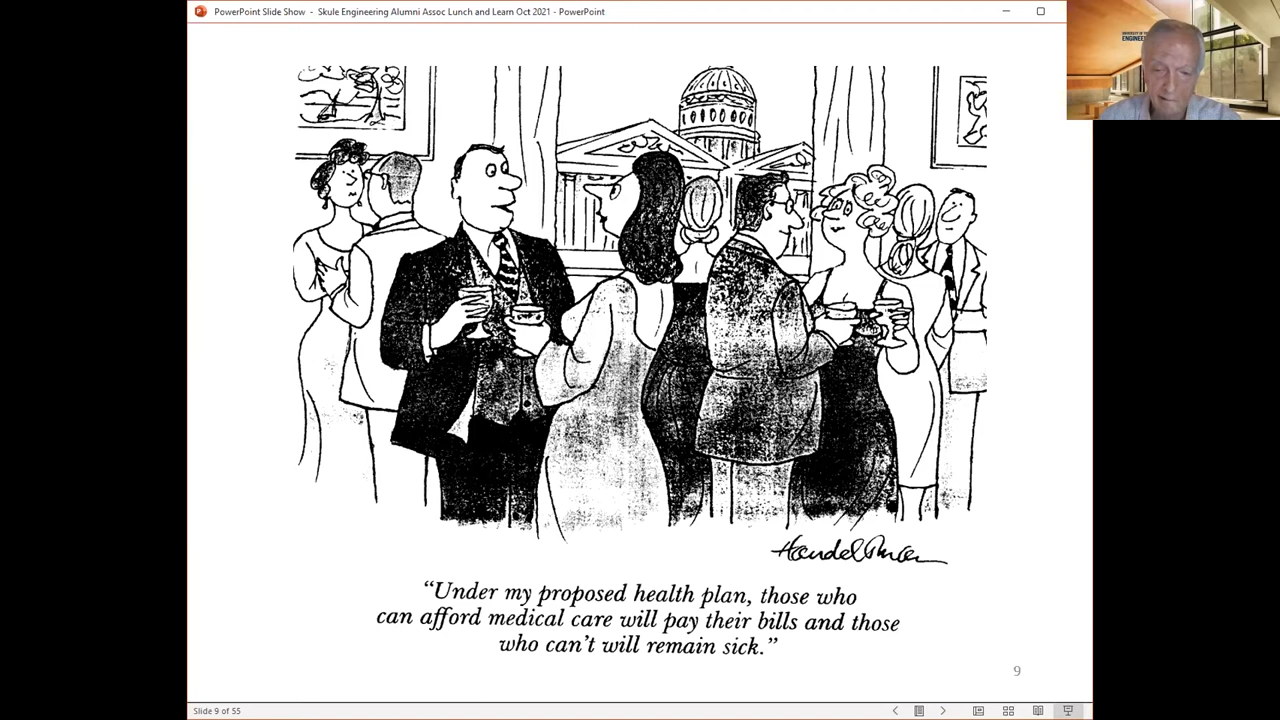 PowerPoint Slide Show - Skule Engineering Alumni Assoc Lunch and Learn Oct 2021 - PowerPoint
Handelsman
“Under my proposed health plan, those who
can afford medical care will pay their bills and those
who can’t will remain sick.”
9
Slide 9 of 55